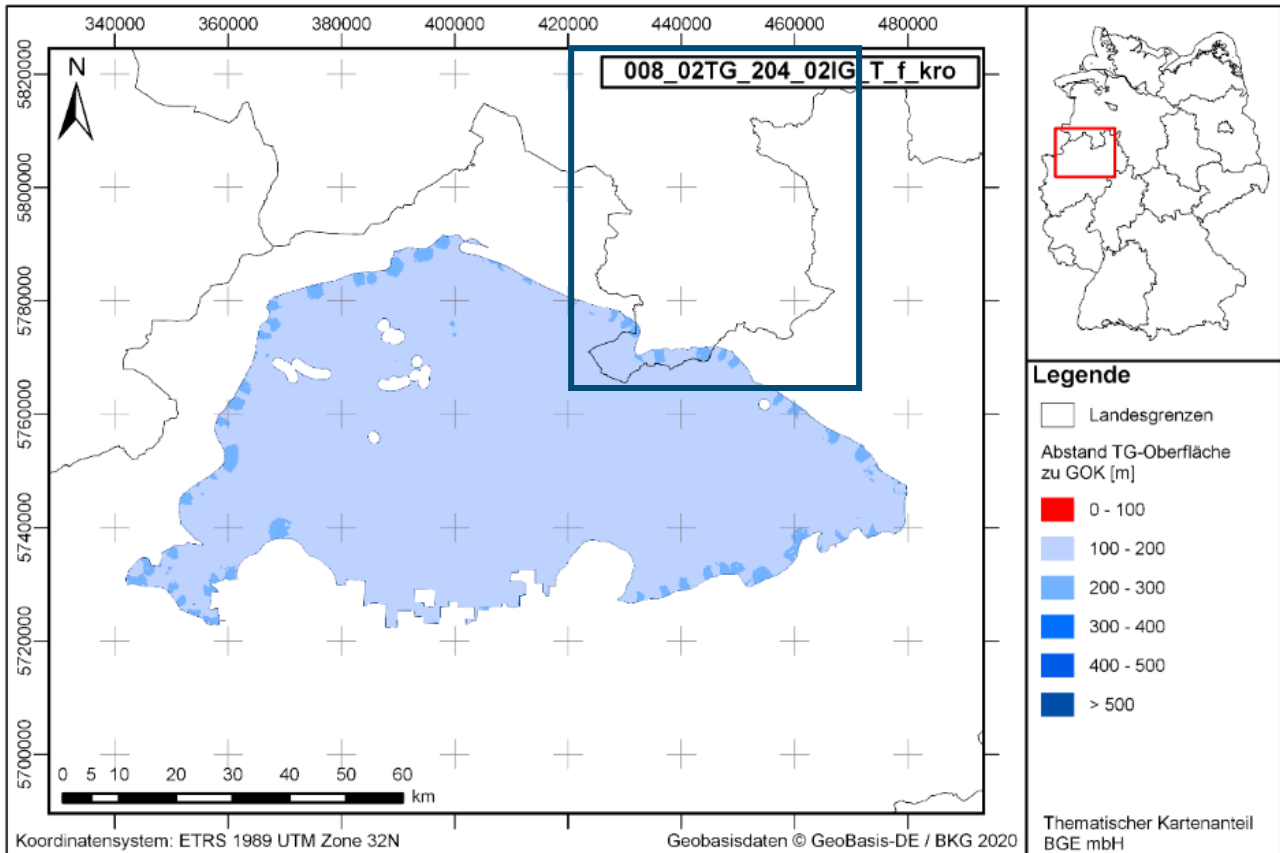 340000 360000 380000 400000 420000 440000 460000 480000
008_02TG_204_02IG_T_f_kro
N
5820000
5800000
5780000
5760000
5740000
5720000
5700000
0 5 10 20 30 40 50 60
km
Koordinatensystem: ETRS 1989 UTM Zone 32N
Geobasisdaten © GeoBasis-DE / BKG 2020
Legende
Landesgrenzen
Abstand TG-Oberfläche
zu GOK [m]
0 - 100
100 - 200
200 - 300
300 - 400
400 - 500
> 500
Thematischer Kartenanteil
BGE mbH